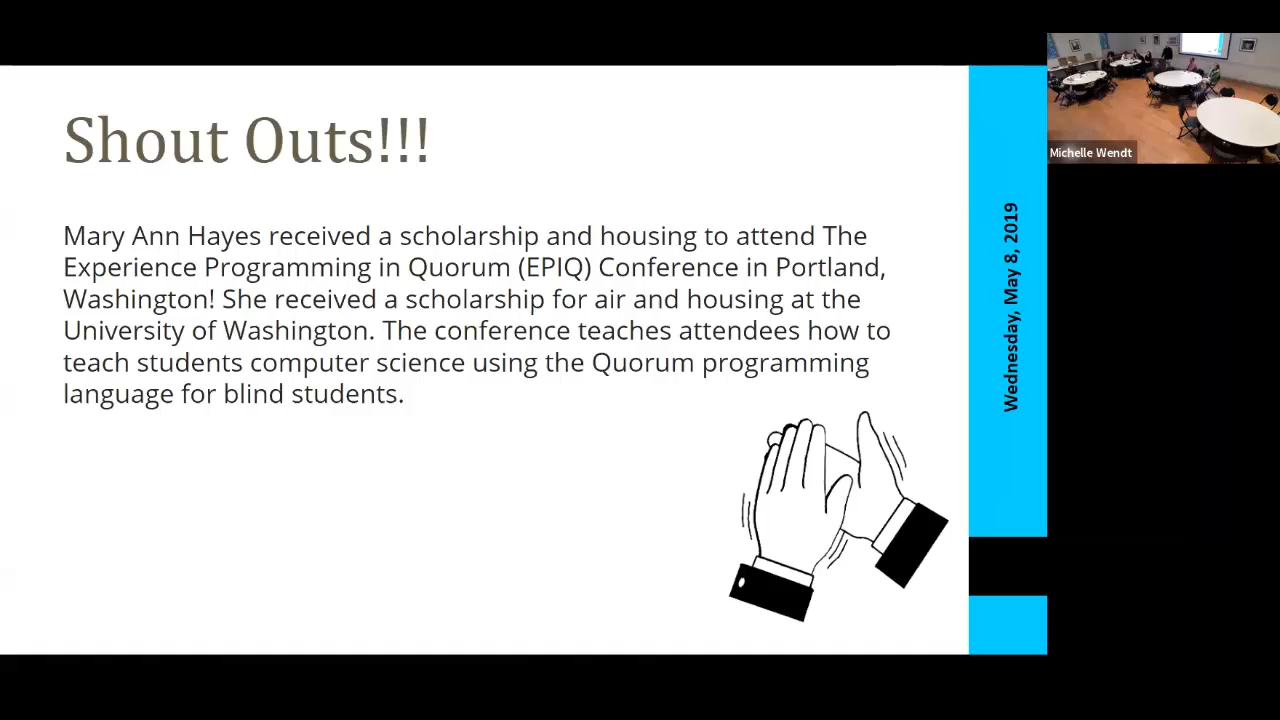 Shout Outs!!!
Mary Ann Hayes received a scholarship and housing to attend The
Experience Programming in Quorum (EPIQ) Conference in Portland,
Washington! She received a scholarship for air and housing at the
University of Washington. The conference teaches attendees how to
teach students computer science using the Quorum programming
language for blind students.
Wednesday, May 8, 2019
Michelle Wendt